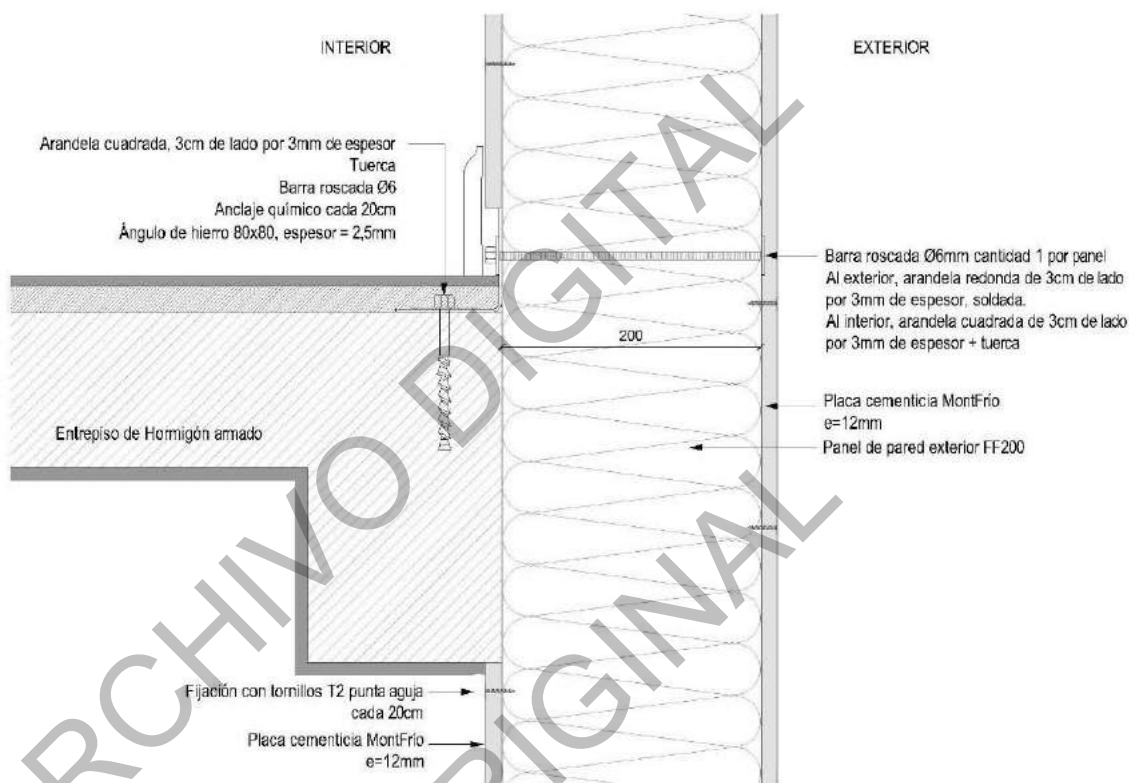 INTERIOR
EXTERIOR
Arandela cuadrada, 3cm de lado por 3mm de espesor
Tuerca
Barra roscada Ø6
Anclaje químico cada 20cm
Ángulo de hierro 80x80, espesor = 2,5mm
Barra roscada Ø6mm cantidad 1 por panel
Al exterior, arandela redonda de 3cm de lado
por 3mm de espesor, soldada.
Al interior, arandela cuadrada de 3cm de lado
por 3mm de espesor + tuerca
200
Placa cementicia MontFrio
e=12mm
Panel de pared exterior FF200
Entrepiso de Hormigón armado
Fijación con tornillos T2 punta aguja
cada 20cm
Placa cementicia MontFrio
e=12mm
ARCHIVO DIGITAL
ORIGINAL